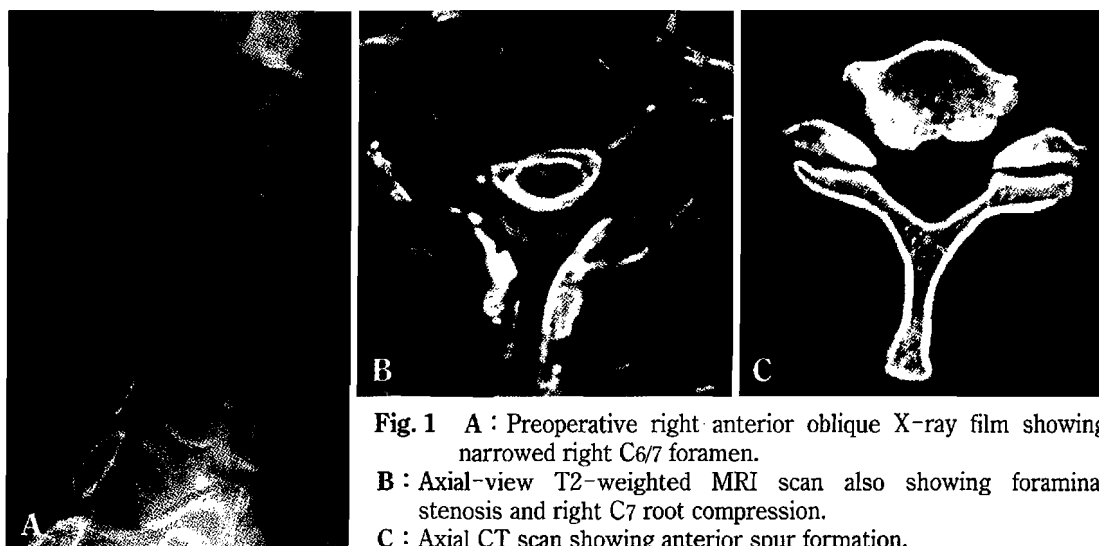 A
B
C
Fig. 1 A : Preoperative right anterior oblique X-ray film showing
narrowed right C6/7 foramen.
B : Axial-view T2-weighted MRI scan also showing foramina
stenosis and right C7 root compression.
C : Axial CT scan showing anterior spur formation.